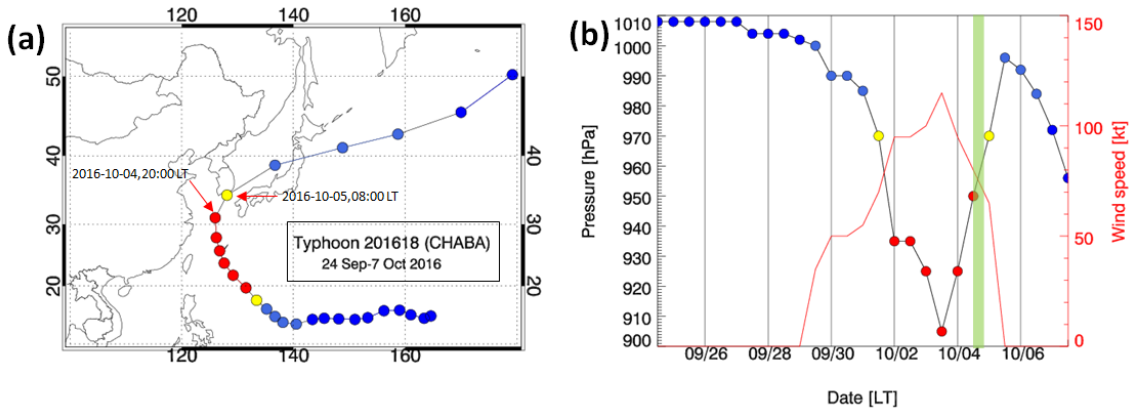 (a)
120 140 160
50
40
30
20
40
30
20
2016-10-04,20:00 LT
2016-10-05,08:00 LT
Typhoon 201618 (CHABA)
24 Sep-7 Oct 2016
120 140 160
(b)
1010
1000
990
980
970
960
950
940
930
920
910
900
Pressure [hPa]
150
100
50
0
Wind speed [kt]
09/26 09/28 09/30 10/02 10/04 10/06
Date [LT]